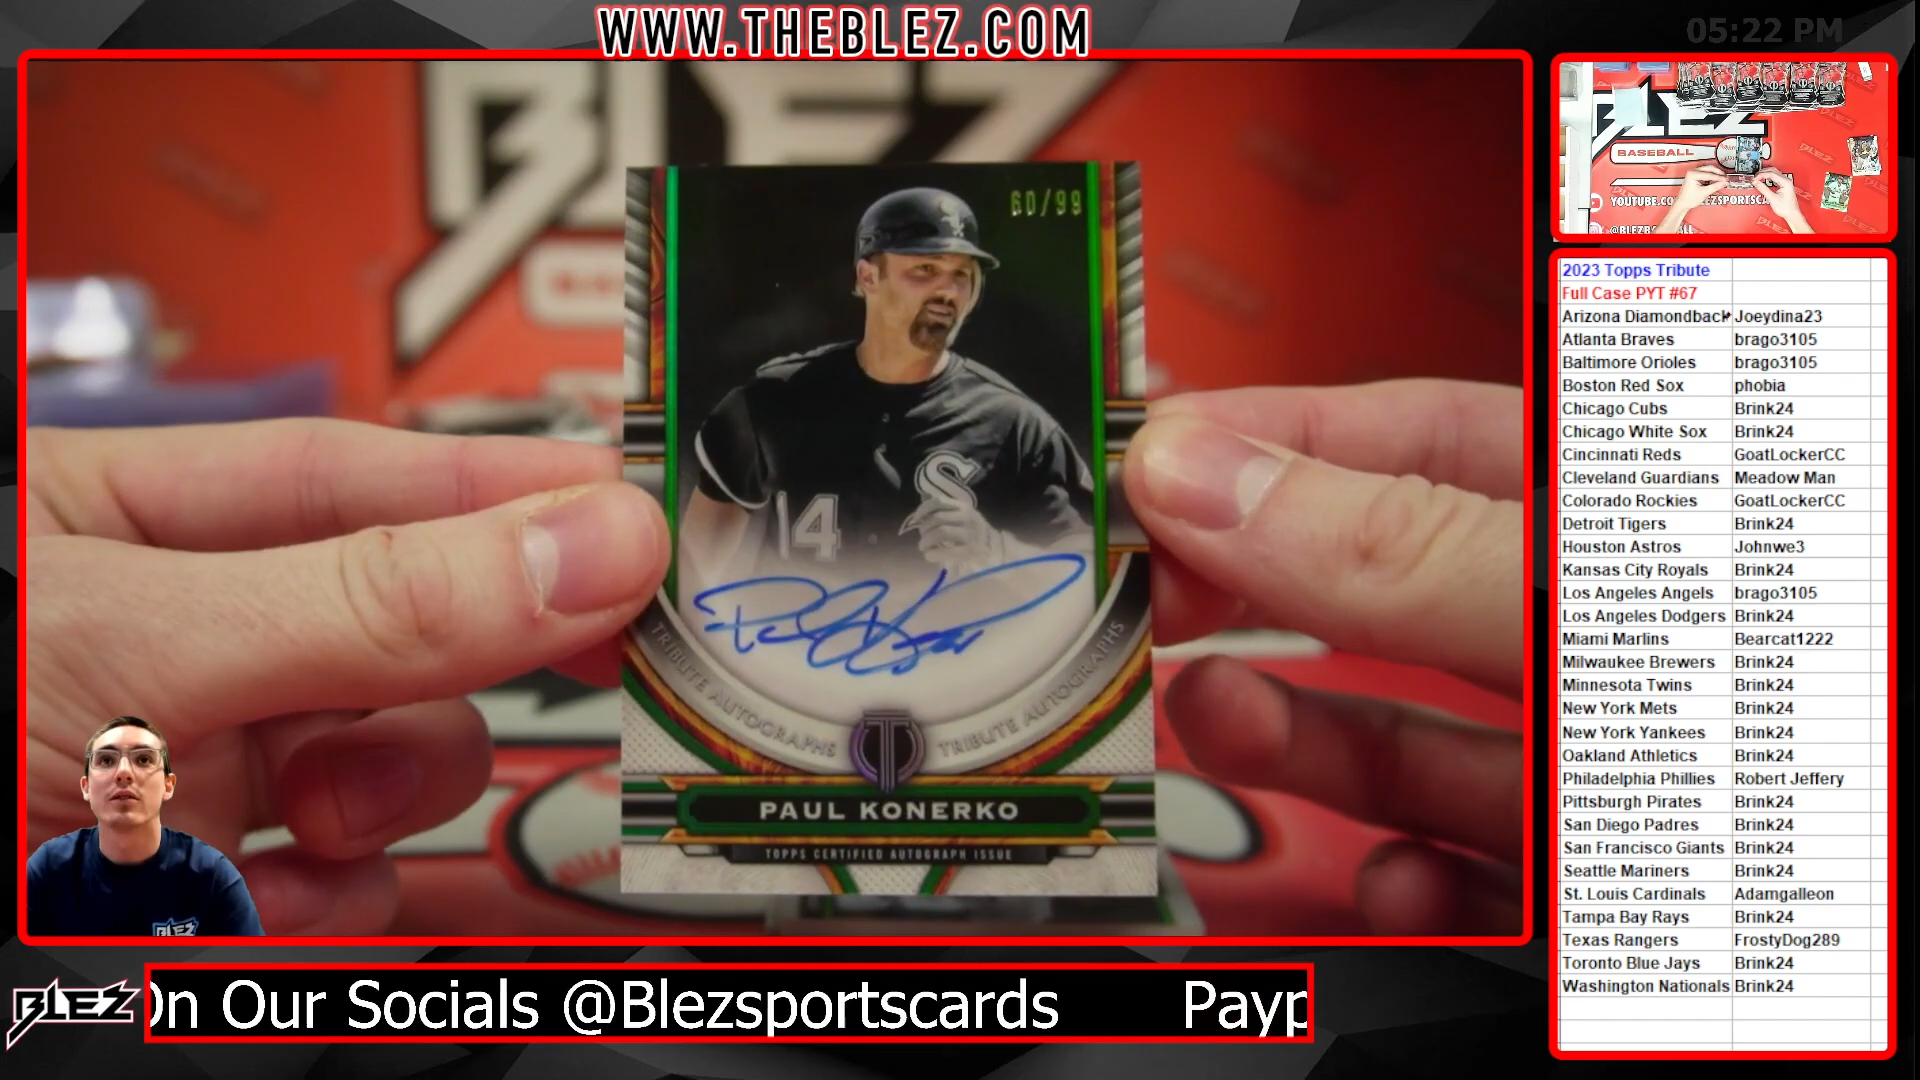 WWW.THEBLEZ.COM
05:22 PM
BLEZ
60/99
14
TRIBUTE AUTOGRAPHS
TRIBUTE AUTOGRAPHS
PAUL KONERKO
TOPPS CERTIFIED AUTOGRAPH ISSUE
BLEZ
BLEZ
On Our Socials @Blezsportscards Payp
BLEZ
BASEBALL
2023 Topps Tribute
Full Case PYT #67
Arizona Diamondback Joeydina23
Atlanta Braves brago3105
Baltimore Orioles brago3105
Boston Red Sox phobia
Chicago Cubs Brink24
Chicago White Sox Brink24
Cincinnati Reds GoatLockerCC
Cleveland Guardians Meadow Man
Colorado Rockies GoatLockerCC
Detroit Tigers Brink24
Houston Astros Johnwe3
Kansas City Royals Brink24
Los Angeles Angels brago3105
Los Angeles Dodgers Brink24
Miami Marlins Bearcat1222
Milwaukee Brewers Brink24
Minnesota Twins Brink24
New York Mets Brink24
New York Yankees Brink24
Oakland Athletics Brink24
Philadelphia Phillies Robert Jeffery
Pittsburgh Pirates Brink24
San Diego Padres Brink24
San Francisco Giants Brink24
Seattle Mariners Brink24
St. Louis Cardinals Adamgalleon
Tampa Bay Rays Brink24
Texas Rangers FrostyDog289
Toronto Blue Jays Brink24
Washington Nationals Brink24